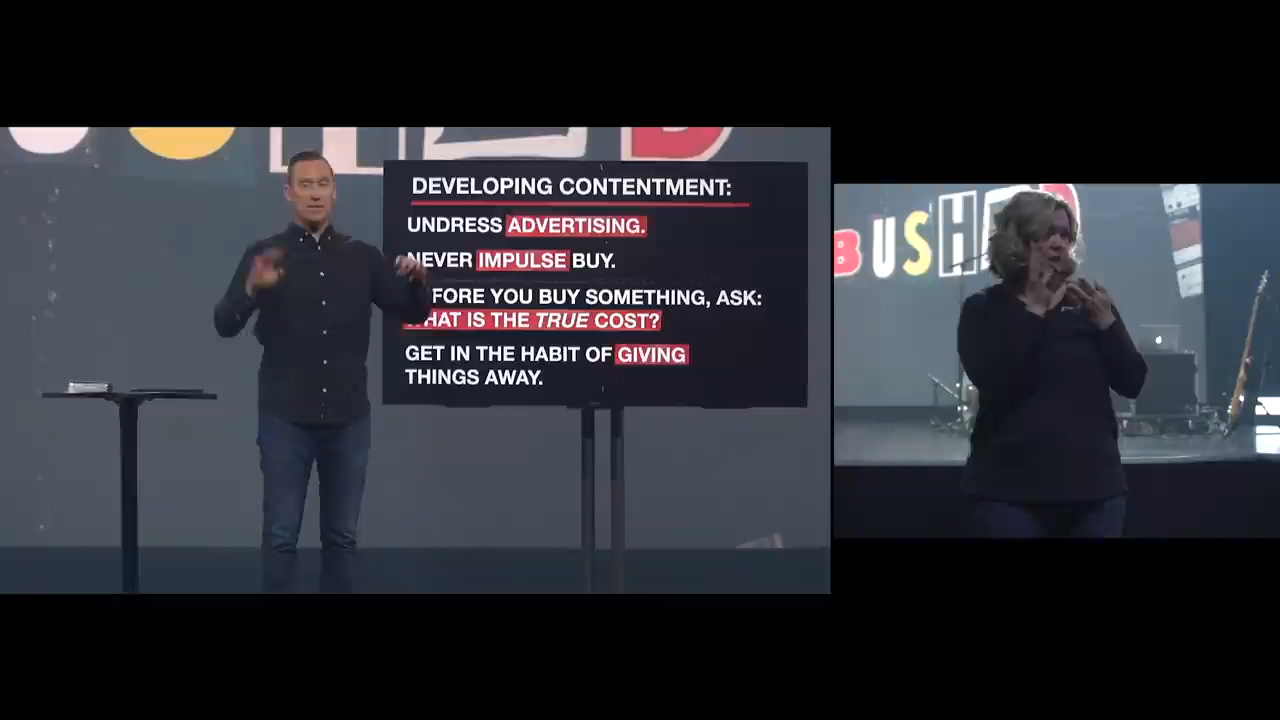 DEVELOPING CONTENTMENT:
UNDRESS ADVERTISING.
NEVER IMPULSE BUY.
YOU BUY SOMETHING, ASK:
IS THE TRUE COST?
GET IN THE HABIT OF GIVING
THINGS AWAY.